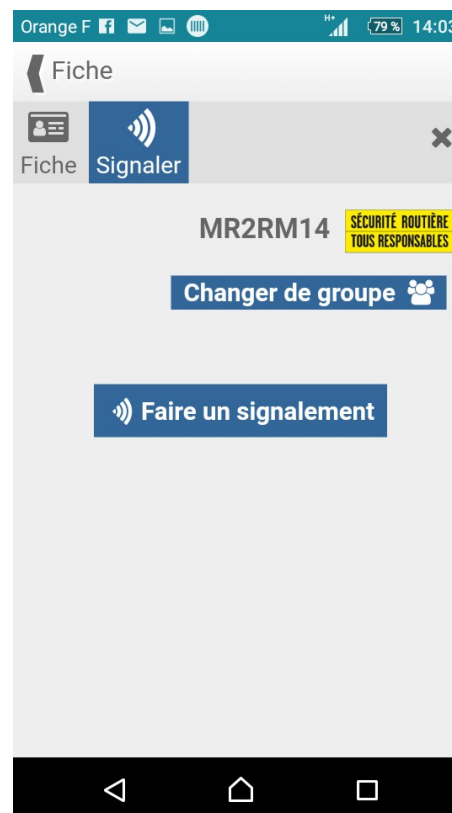 Orange F 79% 14:03
Fiche
Fiche Signaler
MR2RM14 SÉCURITÉ ROUTIÈRE
TOUS RESPONSABLES
Changer de groupe
Faire un signalement